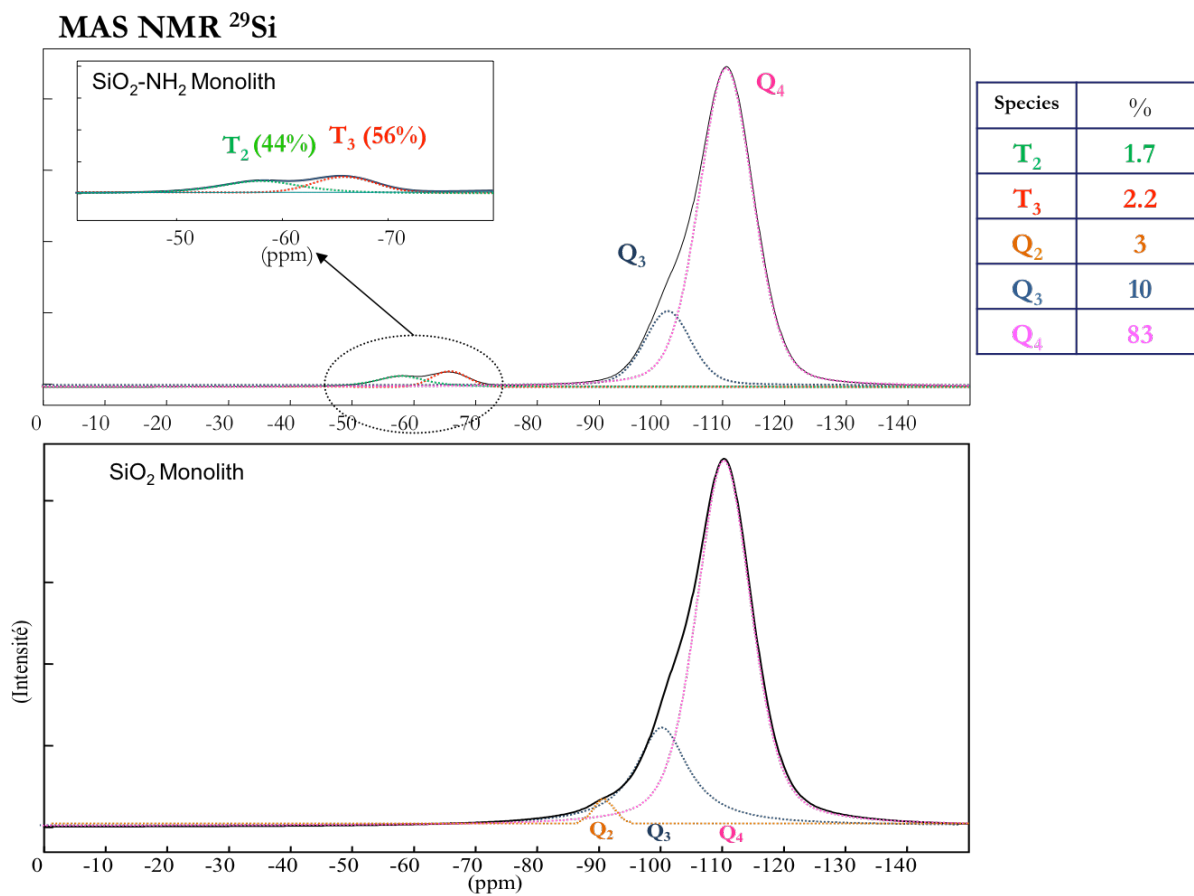 MAS NMR ²⁹Si
SiO₂-NH₂ Monolith
T₂ (44%)
T₃ (56%)
-50 -60 -70
(ppm)
Q₃
Q₄
0 -10 -20 -30 -40 -50 -60 -70 -80 -90 -100 -110 -120 -130 -140
Species %
T₂ 1.7
T₃ 2.2
Q₂ 3
Q₃ 10
Q₄ 83
SiO₂ Monolith
(Intensité)
Q₂ Q₃ Q₄
0 -10 -20 -30 -40 -50 -60 -70 -80 -90 -100 -110 -120 -130 -140
(ppm)